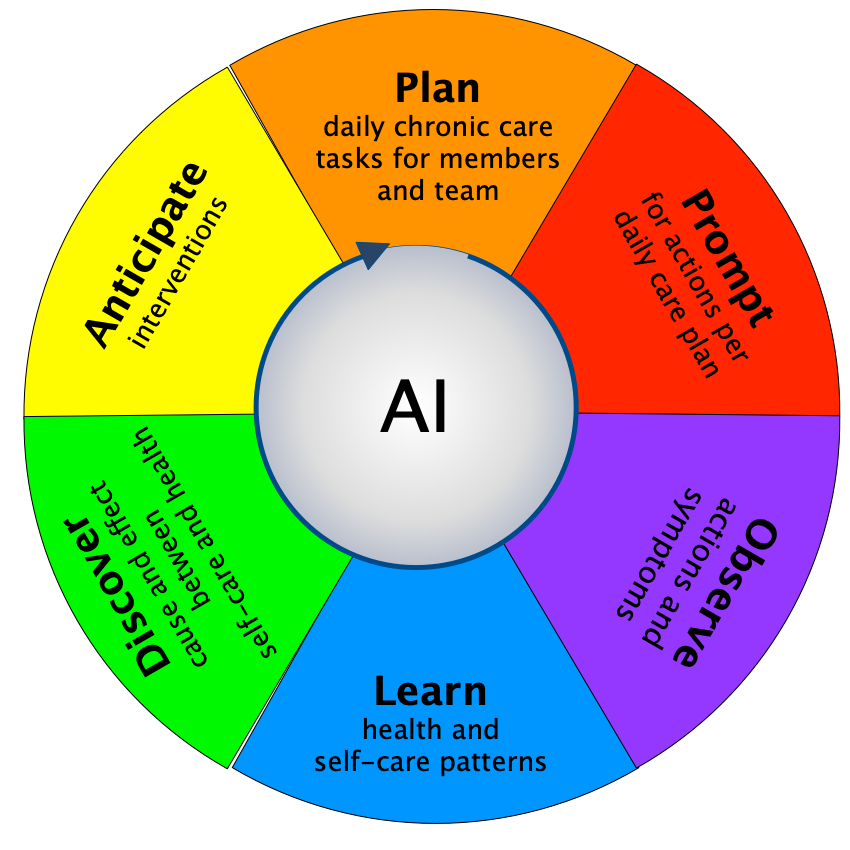 Plan
daily chronic care
tasks for members
and team
Prompt
for actions per
daily care plan
Observe
actions and
symptoms
Learn
health and
self-care patterns
Discover
cause and effect
between
self-care and health
Anticipate
interventions
AI